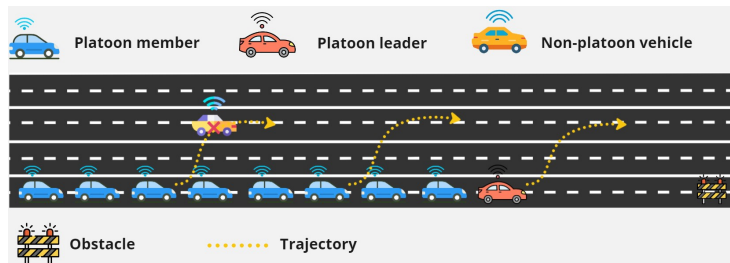 Platoon member
Platoon leader
Non-platoon vehicle
Obstacle
Trajectory